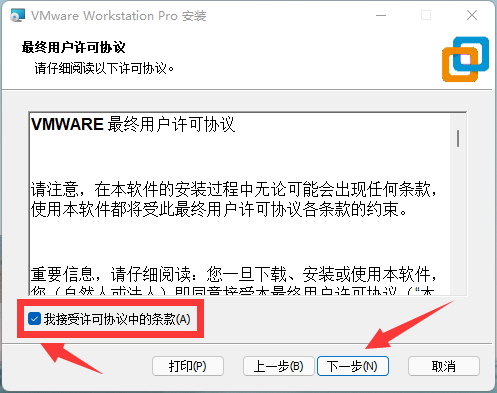 VMware Workstation Pro 安装
最终用户许可协议
请仔细阅读以下许可协议。
VMWARE 最终用户许可协议
请注意，在本软件的安装过程中无论可能会出现任何条款，
使用本软件都将受此最终用户许可协议各条款的约束。
重要信息，请仔细阅读：您一旦下载、安装或使用本软件，
您（自然人或法人）即同意接受本最终用户许可协议（“本
我接受许可协议中的条款(A)
打印(P) 上一步(B) 下一步(N) 取消